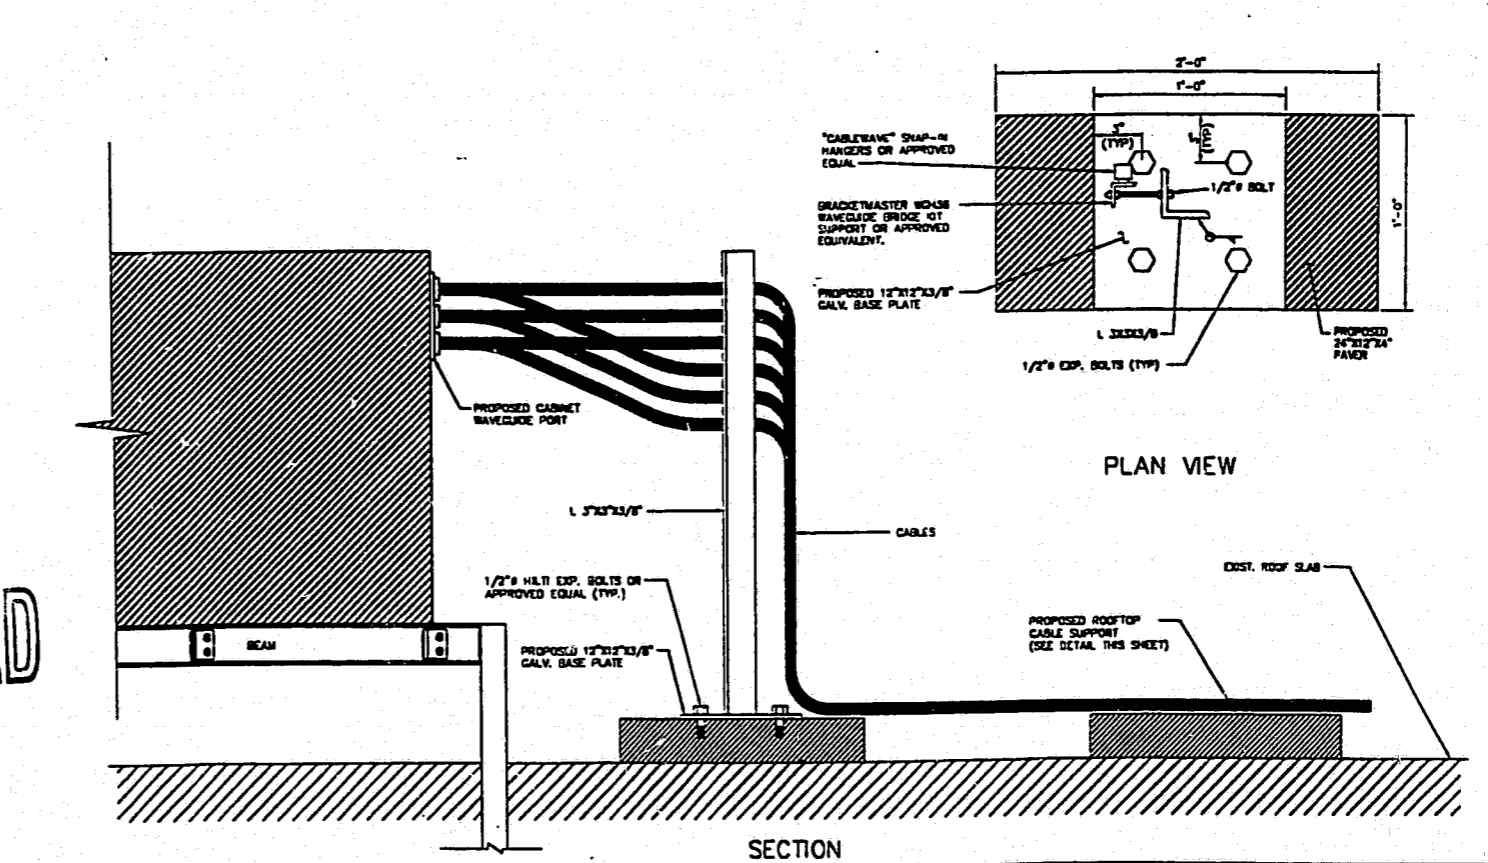 2'-0"
1'-0"
"CABLEWAVE" SNAP-IN
HANGERS OR APPROVED
EQUAL
3"
(TYP)
(TYP)
1/2"ø BOLT
1'-0"
BRACKETMASTER
WAVEGUIDE BRIDGE KIT
SUPPORT OR APPROVED
EQUIVALENT.
PROPOSED 12"X12"X3/8"
GALV. BASE PLATE
L 3X3X3/8
1/2"ø EXP. BOLTS (TYP)
PROPOSED
24"X12"X4"
PAVER
PLAN VIEW
PROPOSED CABINET
WAVEGUIDE PORT
L 3"X3"X3/8"
CABLES
1/2"ø HILTI EXP. BOLTS OR
APPROVED EQUAL (TYP.)
EXIST. ROOF SLAB
PROPOSED ROOFTOP
CABLE SUPPORT
(SEE DETAIL THIS SHEET)
BEAM
PROPOSED 12"X12"X3/8"
GALV. BASE PLATE
D
SECTION